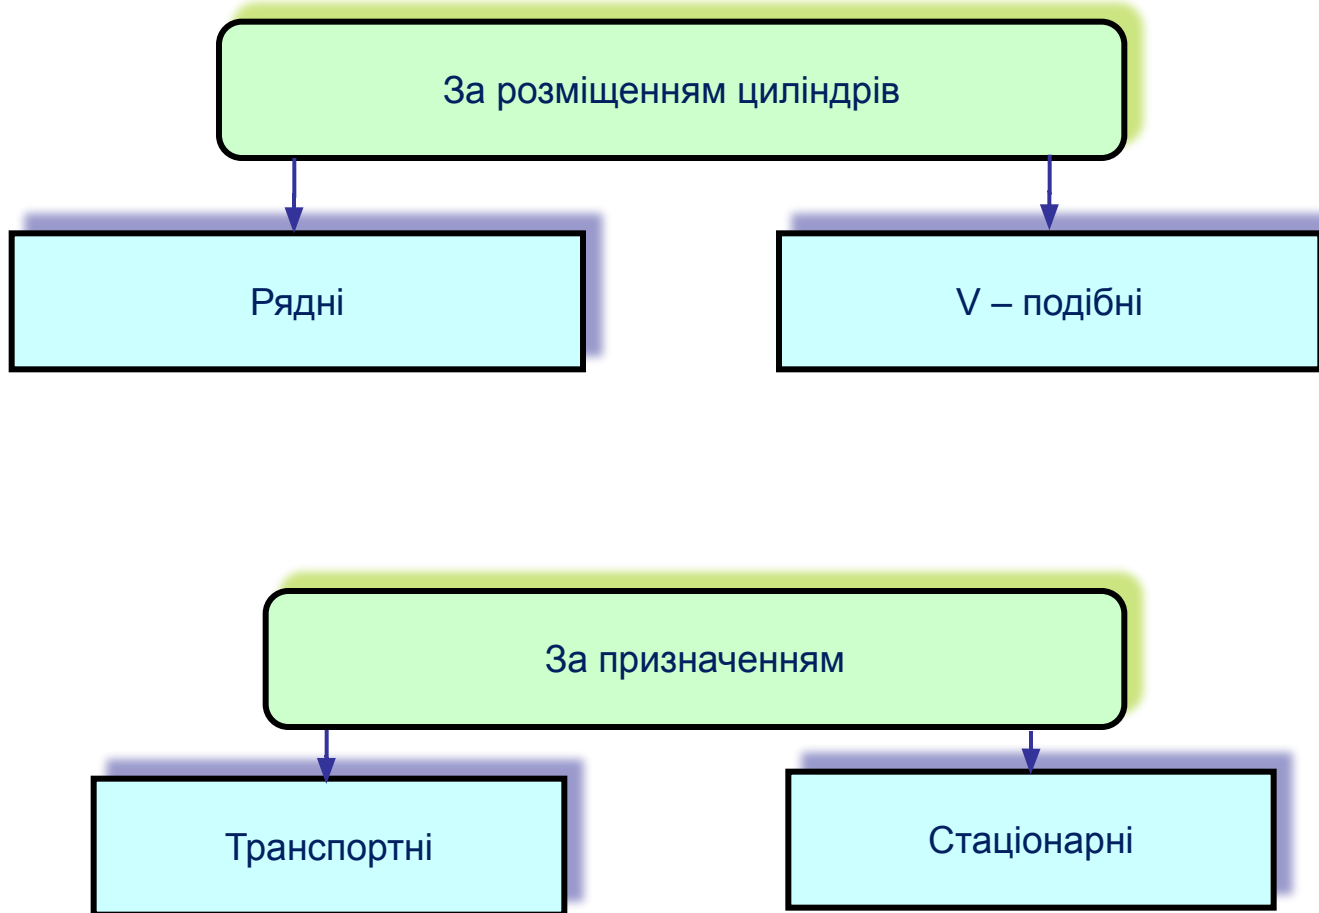 За розміщенням циліндрів
Рядні
V – подібні
За призначенням
Транспортні
Стаціонарні